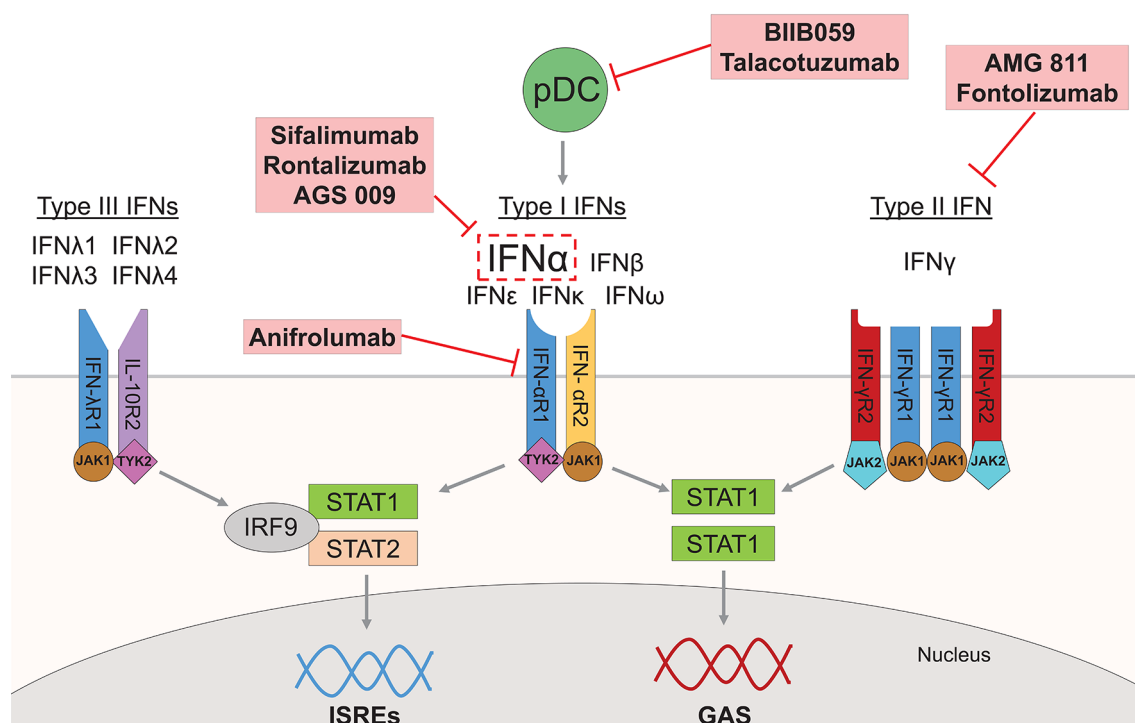 BIIB059
Talacotuzumab
AMG 811
Fontolizumab
pDC
Sifalimumab
Rontalizumab
AGS 009
Type III IFNs
Type I IFNs
Type II IFN
IFNλ1 IFNλ2
IFNλ3 IFNλ4
IFNα IFNβ
IFNε IFNκ IFNω
IFNγ
Anifrolumab
IFN-λR1
IL-10R2
IFN-αR1
IFN- αR2
IFN-γR2
IFN-γR1
IFN-γR1
IFN-γR2
JAK1
TYK2
TYK2
JAK1
JAK2
JAK1
JAK1
JAK2
IRF9
STAT1
STAT2
STAT1
STAT1
Nucleus
ISREs
GAS